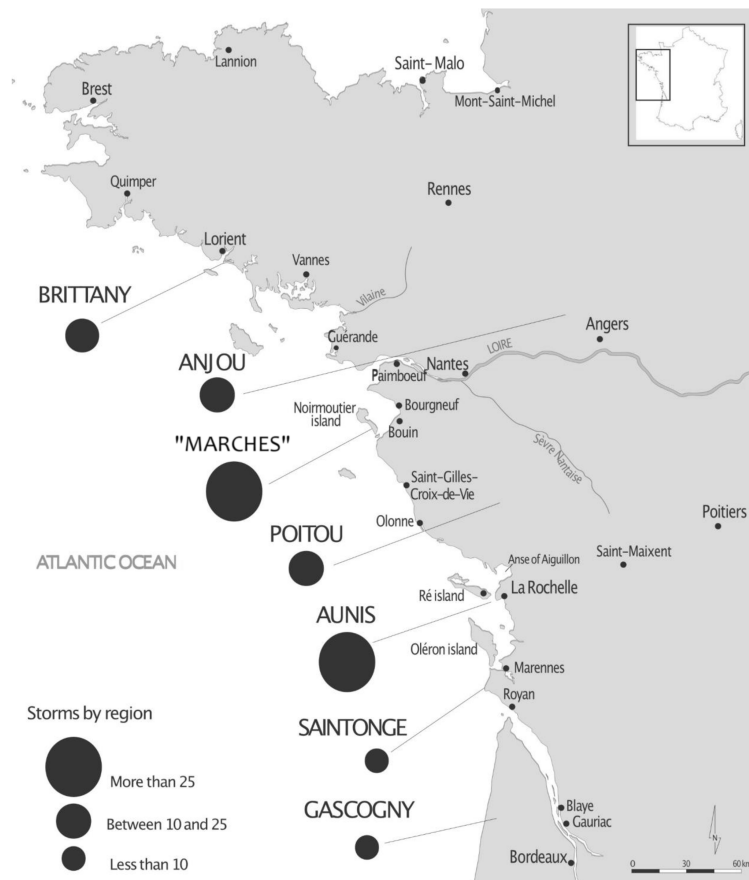 Lannion
Saint-Malo
Brest
Mont-Saint-Michel
Quimper
Rennes
Lorient
Vannes
BRITTANY
Vilaine
Guérande
Angers
ANJOU
LOIRE
Paimboeuf
Nantes
Noirmoutier
island
Bourgneuf
Bouin
"MARCHES"
Sèvre Nantaise
Saint-Gilles-
Croix-de-Vie
Poitiers
Olonne
POITOU
Saint-Maixent
ATLANTIC OCEAN
Anse of Aiguillon
Ré island
La Rochelle
AUNIS
Oléron island
Marennes
Royan
Storms by region
SAINTONGE
More than 25
GASCOGNY
Blaye
Between 10 and 25
Gauriac
N
Less than 10
Bordeaux
0 30 60 km